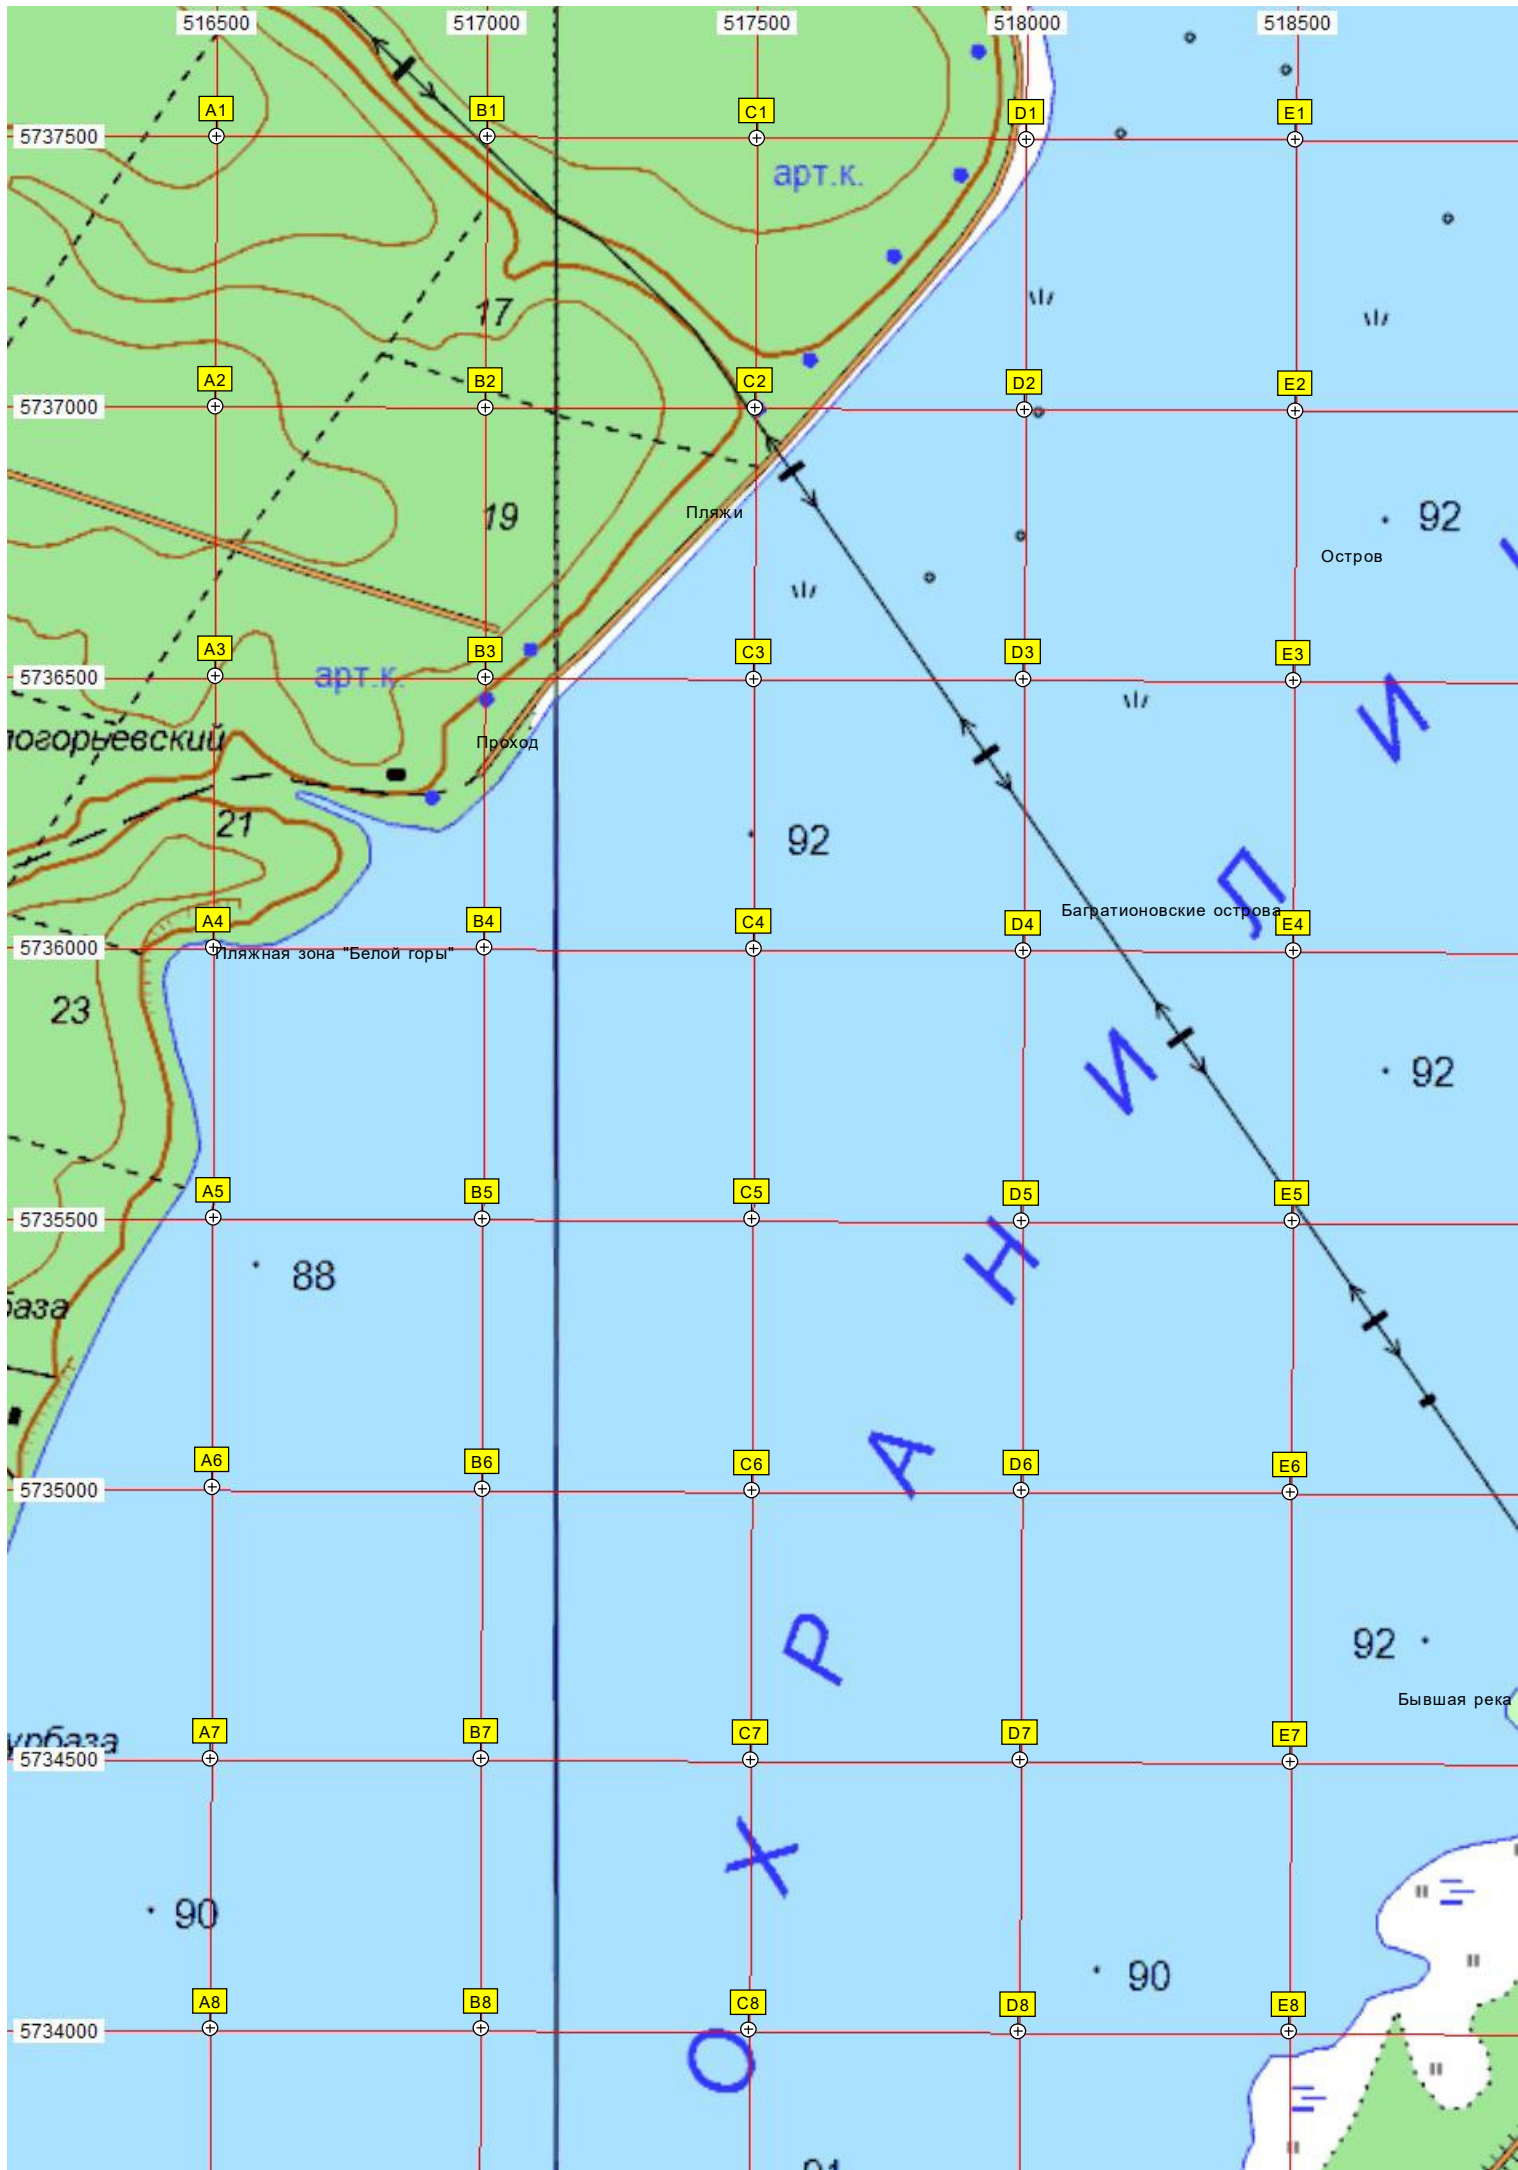 516500 517000 517500 518000 518500
A1 B1 C1 D1 E1
5737500
арт.к.
17
A2 B2 C2 D2 E2
5737000
19
Пляжи
92
Остров
A3 B3 C3 D3 E3
5736500
арт.к.
И
логорьевский
Проход
21
92
Л
Багратионовские острова
A4 B4 C4 D4 E4
5736000
Пляжная зона "Белой горы"
23
И
92
A5 B5 C5 D5 E5
5735500
Н
88
база
А
A6 B6 C6 D6 E6
5735000
Р
92
Бывшая река
A7 B7 C7 D7 E7
урбаза
5734500
Х
90
90
A8 B8 C8 D8 E8
5734000
О